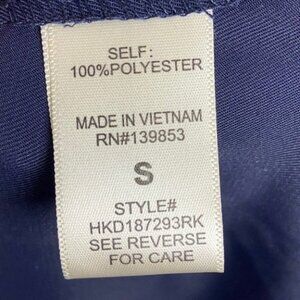 SELF:
100%POLYESTER
MADE IN VIETNAM
RN#139853
S
STYLE#
HKD187293RK
SEE REVERSE
FOR CARE